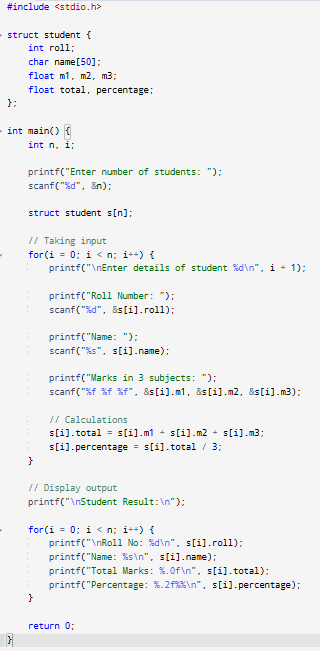 #include <stdio.h>
struct student {
int roll;
char name[50];
float m1, m2, m3;
float total, percentage;
};
int main() {
int n, i;
printf("Enter number of students: ");
scanf("%d", &n);
struct student s[n];
// Taking input
for(i = 0; i < n; i++) {
printf("\nEnter details of student %d\n", i + 1);
printf("Roll Number: ");
scanf("%d", &s[i].roll);
printf("Name: ");
scanf("%s", s[i].name);
printf("Marks in 3 subjects: ");
scanf("%f %f %f", &s[i].m1, &s[i].m2, &s[i].m3);
// Calculations
s[i].total = s[i].m1 + s[i].m2 + s[i].m3;
s[i].percentage = s[i].total / 3;
}
// Display output
printf("\nStudent Result:\n");
for(i = 0; i < n; i++) {
printf("\nRoll No: %d\n", s[i].roll);
printf("Name: %s\n", s[i].name);
printf("Total Marks: %.0f\n", s[i].total);
printf("Percentage: %.2f%%\n", s[i].percentage);
}
return 0;
}